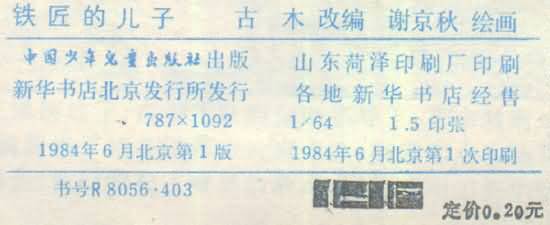 铁匠的儿子 古木改编 谢京秋绘画
中国少年儿童出版社出版 山东菏泽印刷厂印刷
新华书店北京发行所发行 各地新华书店经售
787×1092 1/64 1.5印张
1984年6月北京第1版 1984年6月北京第1次印刷
书号R8056·403
定价0.20元